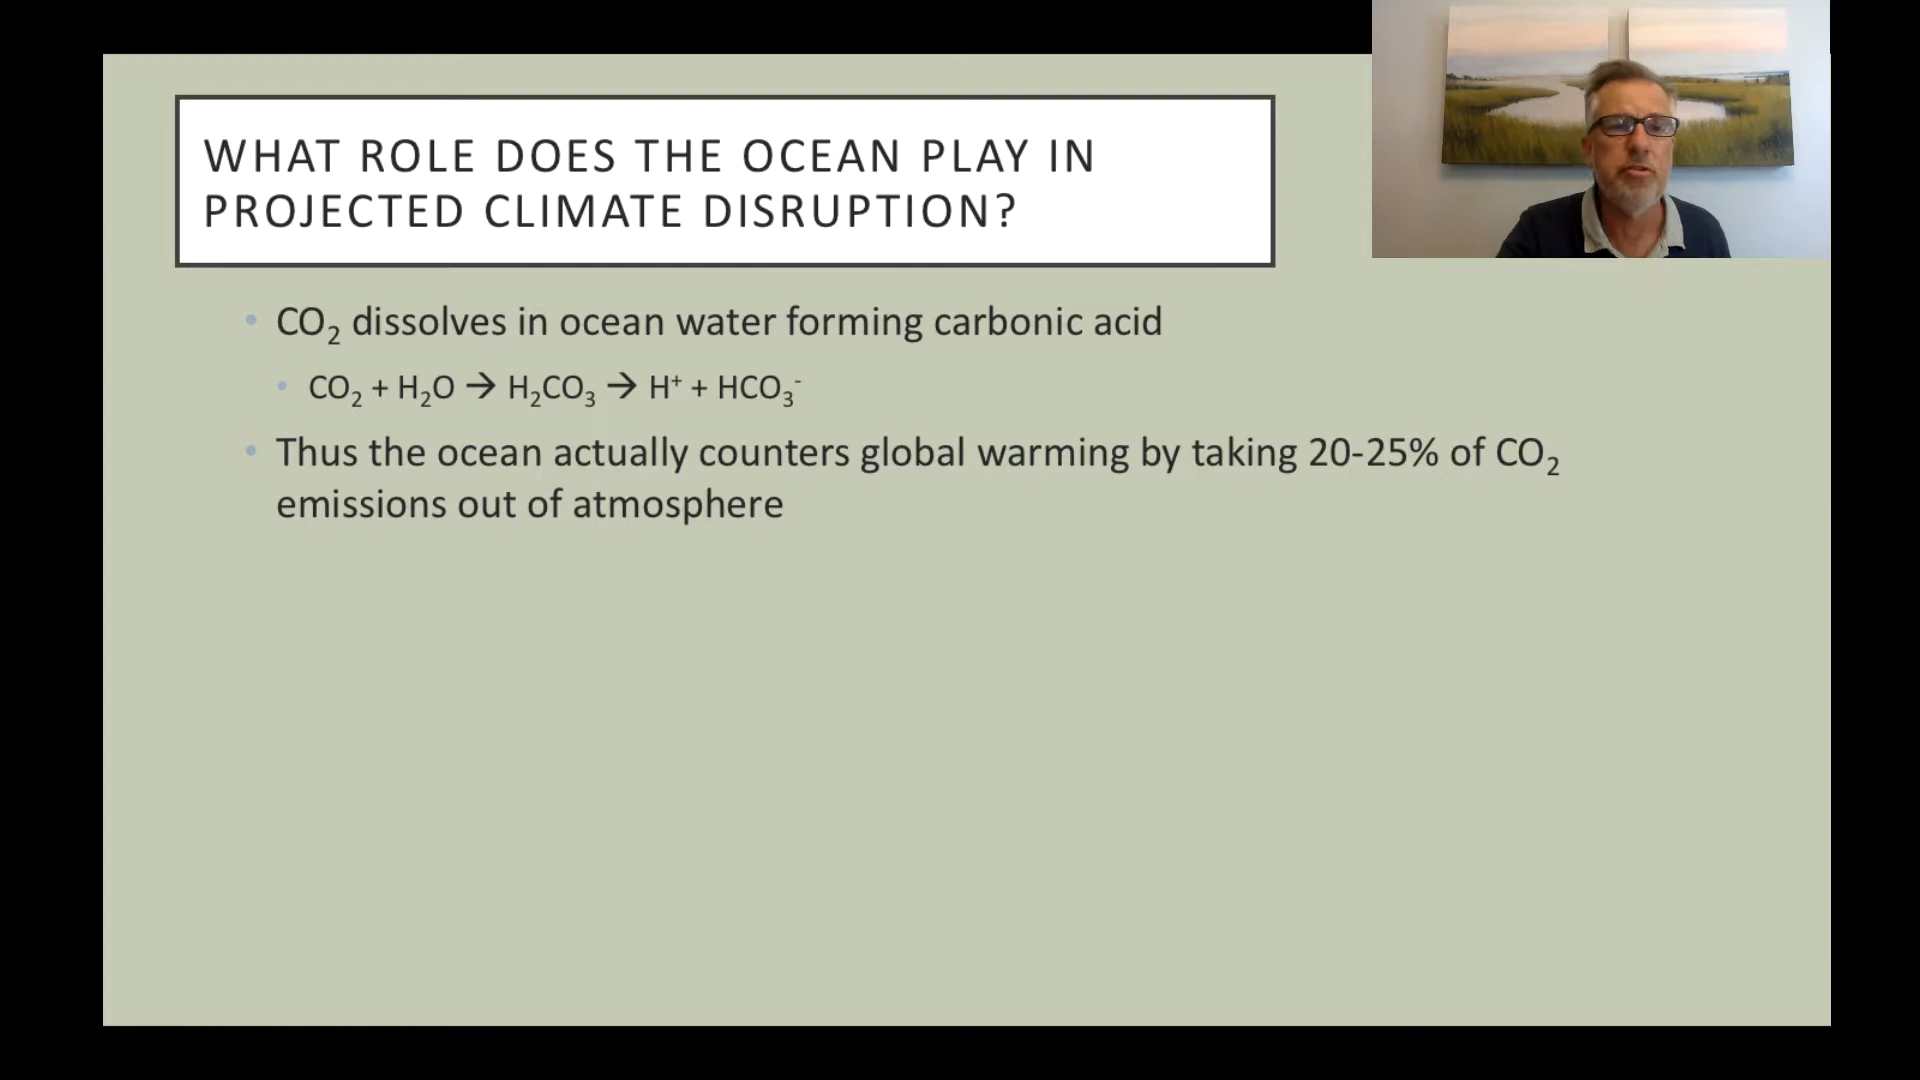 WHAT ROLE DOES THE OCEAN PLAY IN
PROJECTED CLIMATE DISRUPTION?
• CO₂ dissolves in ocean water forming carbonic acid
• CO₂ + H₂O → H₂CO₃ → H⁺ + HCO₃⁻
• Thus the ocean actually counters global warming by taking 20-25% of CO₂
emissions out of atmosphere